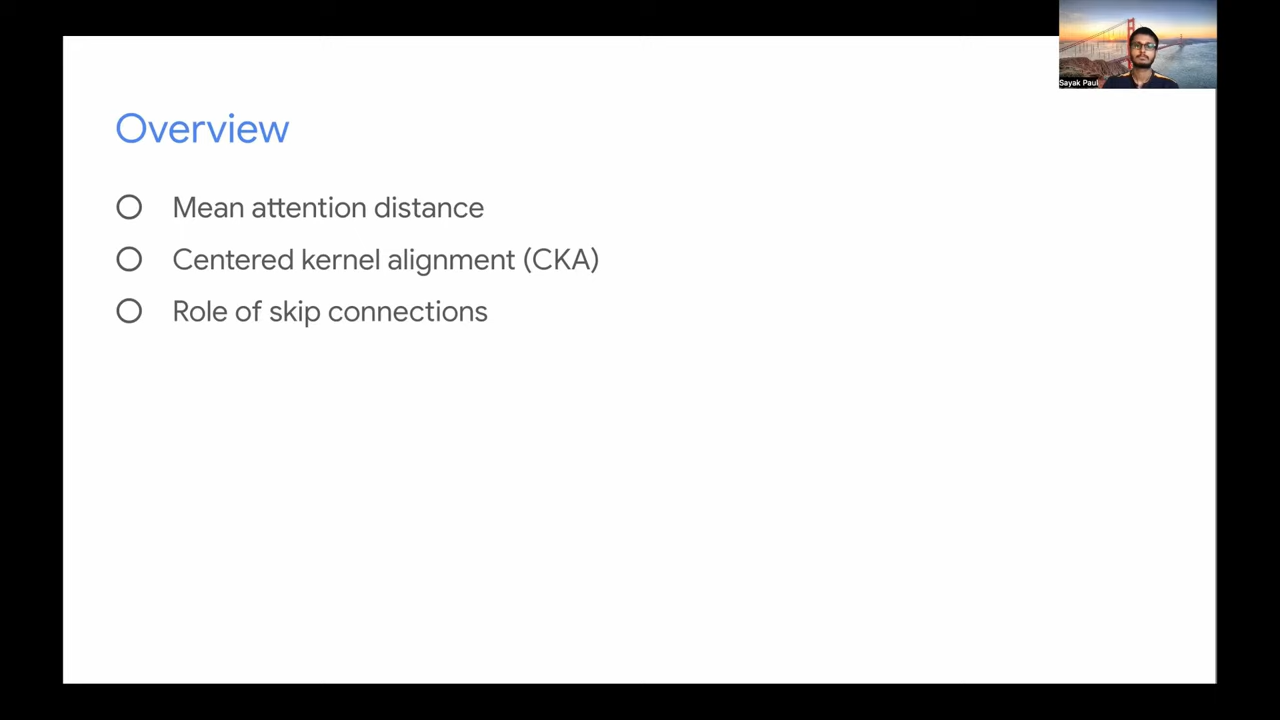 Sayak Paul
Overview
Mean attention distance
Centered kernel alignment (CKA)
Role of skip connections